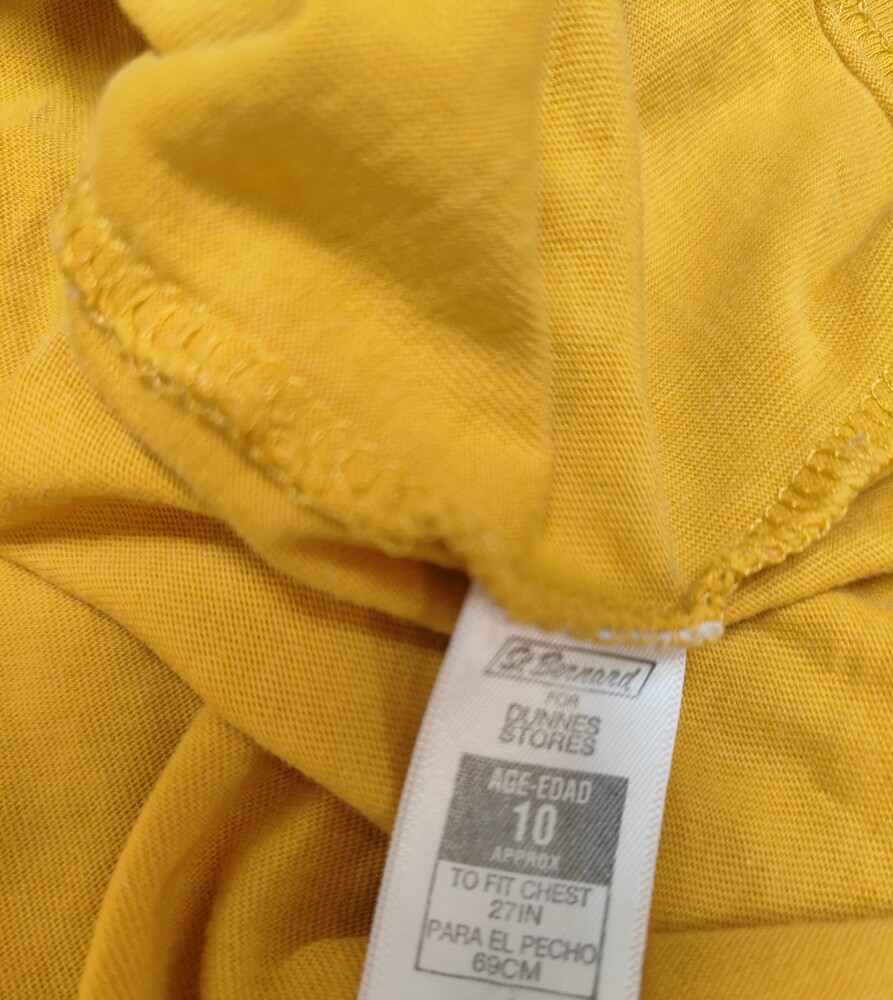 St Bernard
FOR
DUNNES
STORES
AGE-EDAD
10
APPROX
TO FIT CHEST
27IN
PARA EL PECHO
69CM